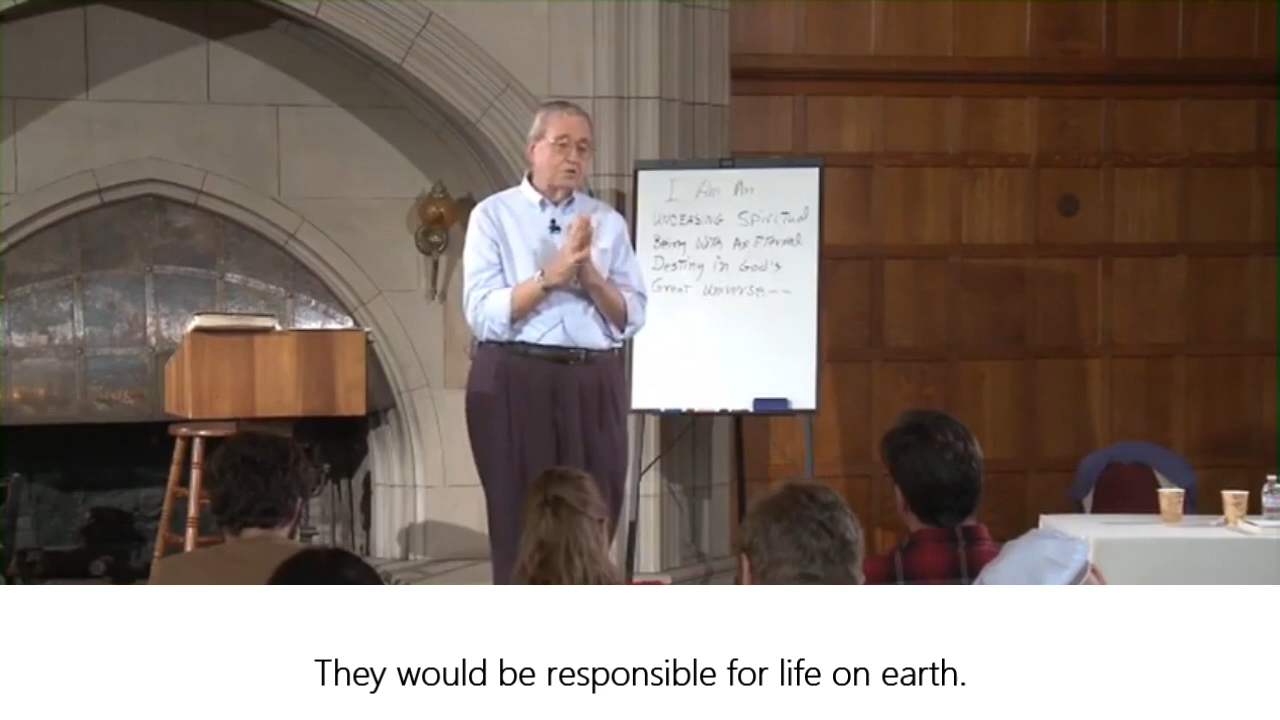 I Am An
UNCEASING Spiritual
Being With An Eternal
Destiny in God's
Great Universe--
They would be responsible for life on earth.